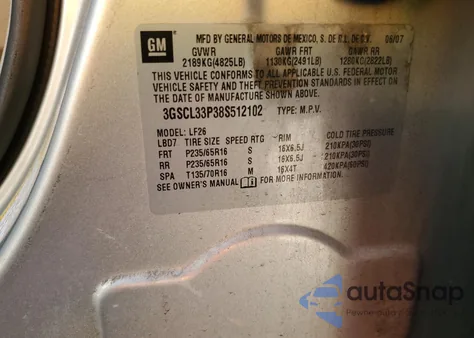 GM
MFD BY GENERAL MOTORS DE MEXICO, S. DE R.L. DE C.V. 06/07
GVWR GAWR FRT GAWR RR
2189KG(4825LB) 1130KG(2491LB) 1280KG(2822LB)
THIS VEHICLE CONFORMS TO ALL APPLICABLE U.S. FEDERAL MOTOR
VEHICLE SAFETY AND THEFT PREVENTION STANDARDS IN EFFECT ON
THE DATE OF MANUFACTURE SHOWN ABOVE.
3GSCL33P38S512102 TYPE: M.P.V.
MODEL: LF26
LBD7 TIRE SIZE SPEED RTG RIM COLD TIRE PRESSURE
FRT P235/65R16 S 16X6.5J 210KPA(30PSI)
RR P235/65R16 S 16X6.5J 210KPA(30PSI)
SPA T135/70R16 M 16X4T 420KPA(60PSI)
SEE OWNER'S MANUAL FOR MORE INFORMATION.
autoSnap